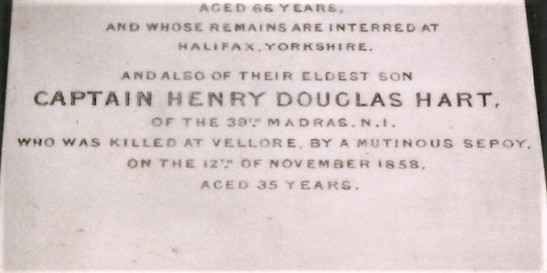 AGED 66 YEARS,
AND WHOSE REMAINS ARE INTERRED AT
HALIFAX, YORKSHIRE.
AND ALSO OF THEIR ELDEST SON
CAPTAIN HENRY DOUGLAS HART,
OF THE 39TH MADRAS. N.I.
WHO WAS KILLED AT VELLORE, BY A MUTINOUS SEPOY,
ON THE 12TH OF NOVEMBER 1858,
AGED 35 YEARS.